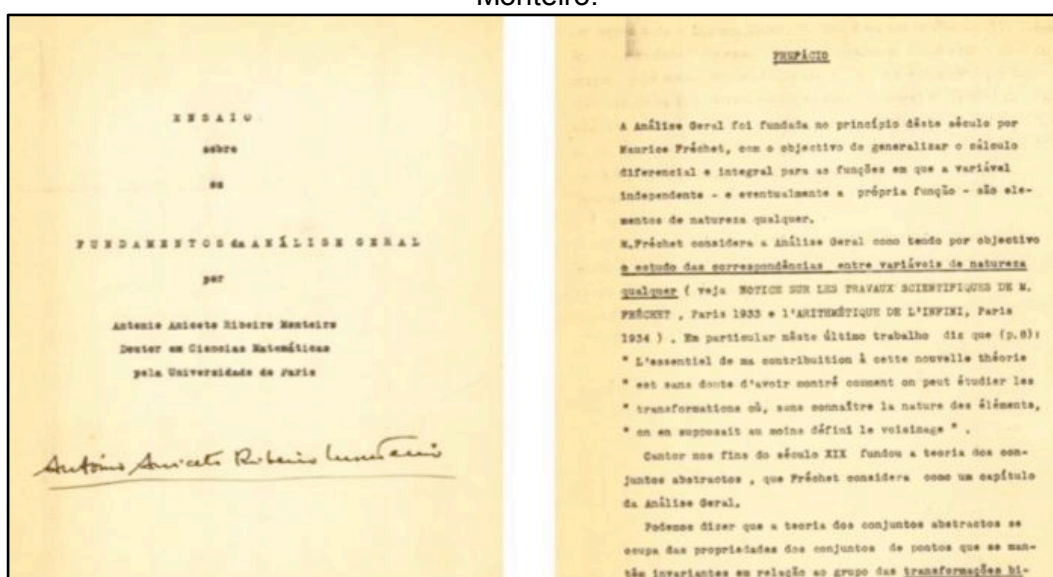 Monteiro.
ENSAIO
sobre
os
FUNDAMENTOS da ANÁLISE GERAL
por
Antonio Aniceto Ribeiro Monteiro
Doutor em Ciencias Matemáticas
pela Universidade de Paris
António Aniceto Ribeiro Monteiro
PREFÁCIO
A Análise Geral foi fundada no princípio dêste século por
Maurice Fréchet, com o objectivo de generalizar o cálculo
diferencial e integral para as funções em que a variável
independente - e eventualmente a própria função - são ele-
mentos de natureza qualquer.
M.Fréchet considera a Análise Geral como tendo por objectivo
o estudo das correspondências entre variáveis de natureza
qualquer ( veja NOTICE SUR LES TRAVAUX SCIENTIFIQUES DE M.
FRÉCHET , Paris 1933 e l'ARITHMÉTIQUE DE L'INFINI, Paris
1934 ) . Em particular nêste último trabalho diz que (p.8):
" L'essentiel de ma contribuition à cette nouvelle théorie
" est sans doute d'avoir montré comment on peut étudier les
" transformations où, sans connaître la nature des éléments,
" on en supposait au moins défini le voisinage " .
Cantor nos fins do século XIX fundou a teoria dos con-
juntos abstractos , que Fréchet considera como um capítulo
da Análise Geral.
Podemos dizer que a teoria dos conjuntos abstractos se
ocupa das propriedades dos conjuntos de pontos que se man-
têm invariantes em relação ao grupo das transformações bi-